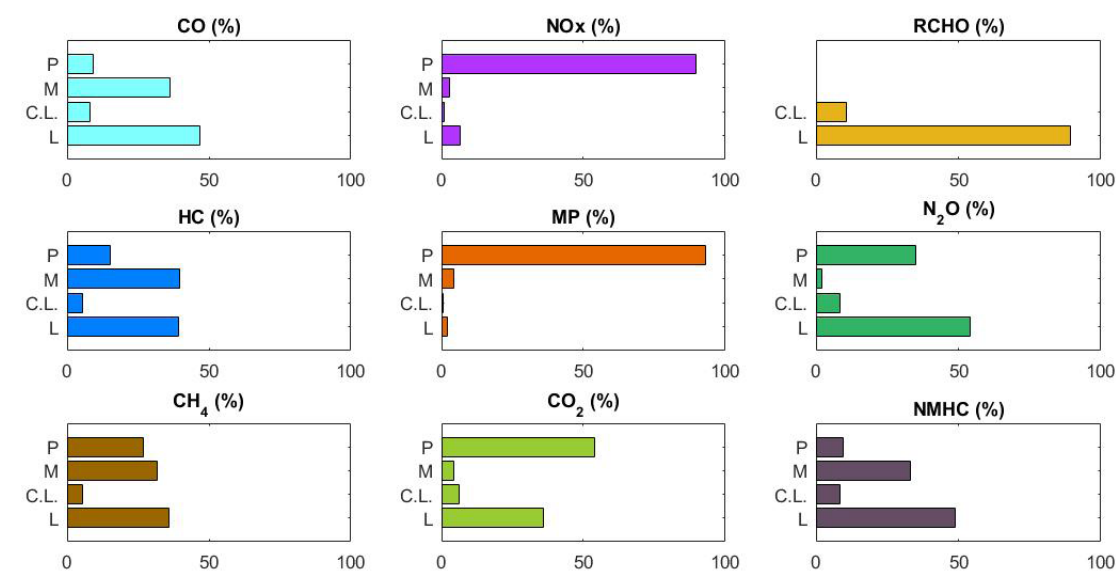 CO (%)
P
M
C.L.
L
0 50 100
NOx (%)
P
M
C.L.
L
0 50 100
RCHO (%)
C.L.
L
0 50 100
HC (%)
P
M
C.L.
L
0 50 100
MP (%)
P
M
C.L.
L
0 50 100
N₂O (%)
P
M
C.L.
L
0 50 100
CH₄ (%)
P
M
C.L.
L
0 50 100
CO₂ (%)
P
M
C.L.
L
0 50 100
NMHC (%)
P
M
C.L.
L
0 50 100